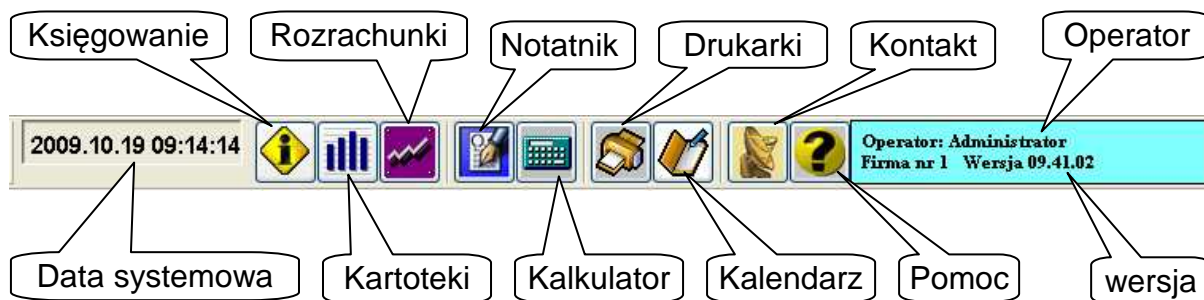 Księgowanie
Rozrachunki
Notatnik
Drukarki
Kontakt
Operator
2009.10.19 09:14:14
Operator: Administrator
Firma nr 1 Wersja 09.41.02
Data systemowa
Kartoteki
Kalkulator
Kalendarz
Pomoc
wersja